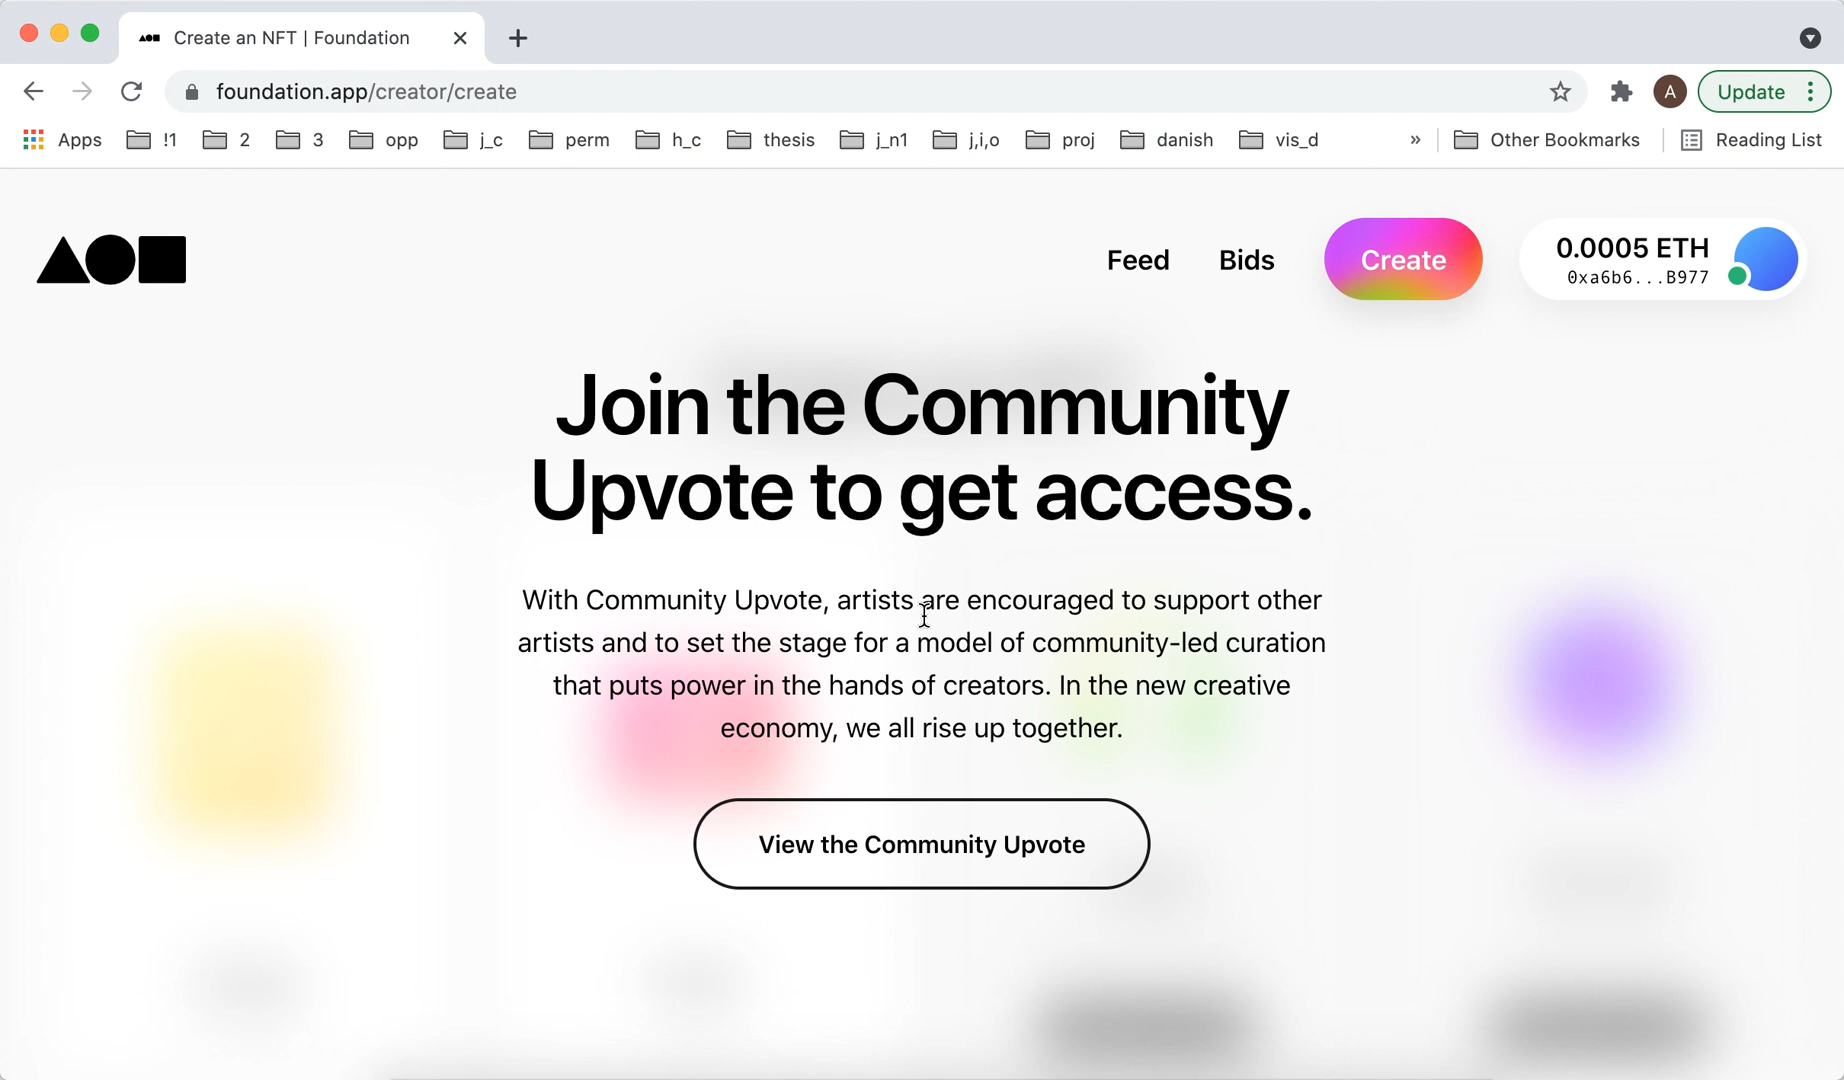 Create an NFT | Foundation
foundation.app/creator/create
A
Update
Apps !1 2 3 opp j_c perm h_c thesis j_n1 j,i,o proj danish vis_d » Other Bookmarks Reading List
Feed Bids Create 0.0005 ETH
0xa6b6...B977
Join the Community
Upvote to get access.
With Community Upvote, artists are encouraged to support other
artists and to set the stage for a model of community-led curation
that puts power in the hands of creators. In the new creative
economy, we all rise up together.
View the Community Upvote